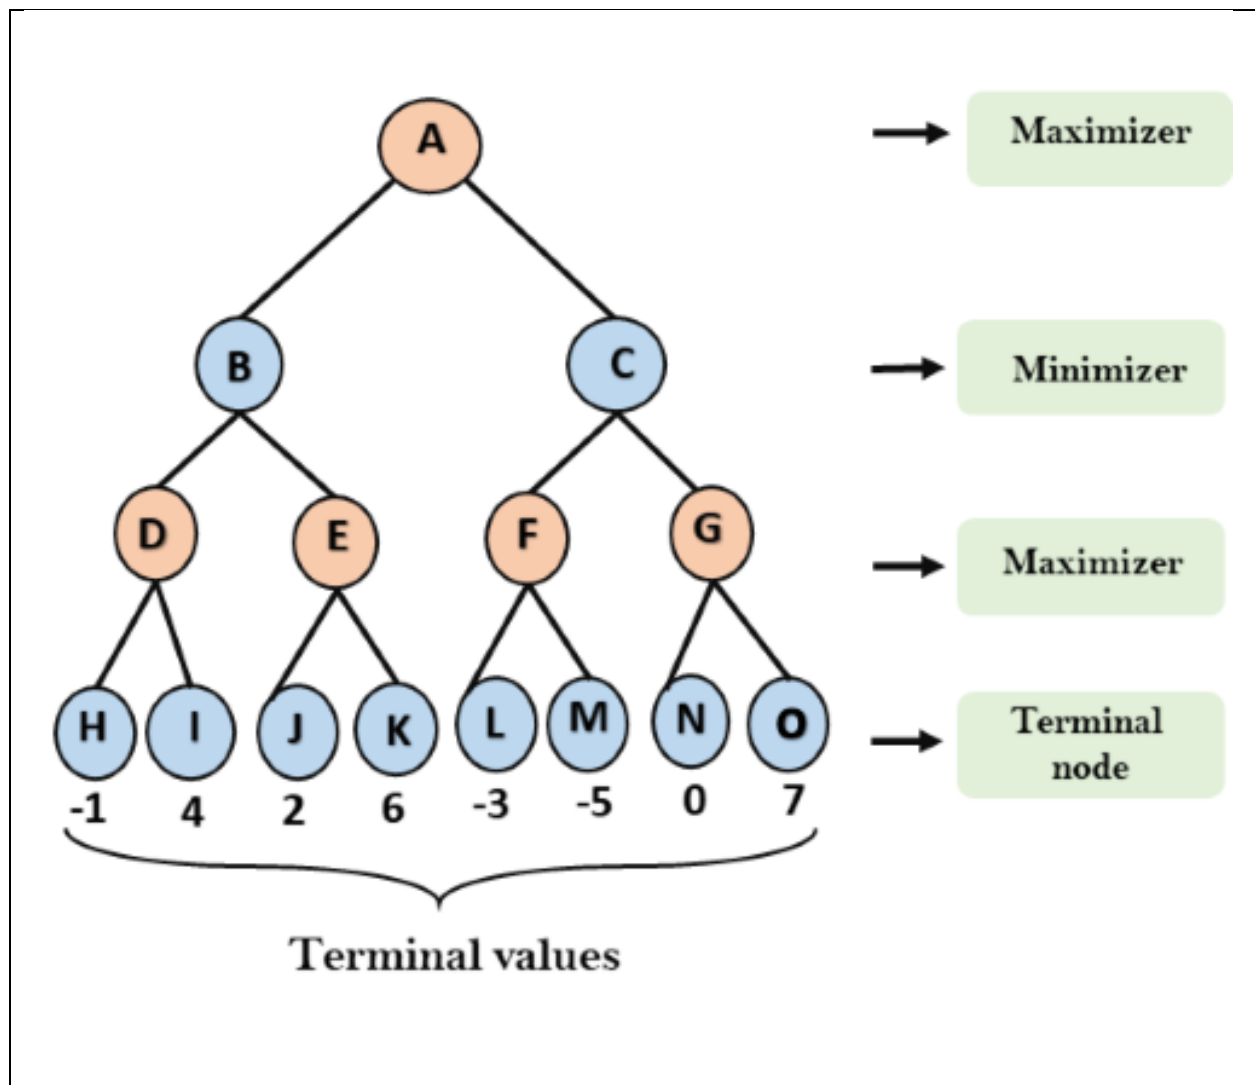 A
Maximizer
B
C
Minimizer
D
E
F
G
Maximizer
H
I
J
K
L
M
N
O
Terminal
node
-1
4
2
6
-3
-5
0
7
Terminal values